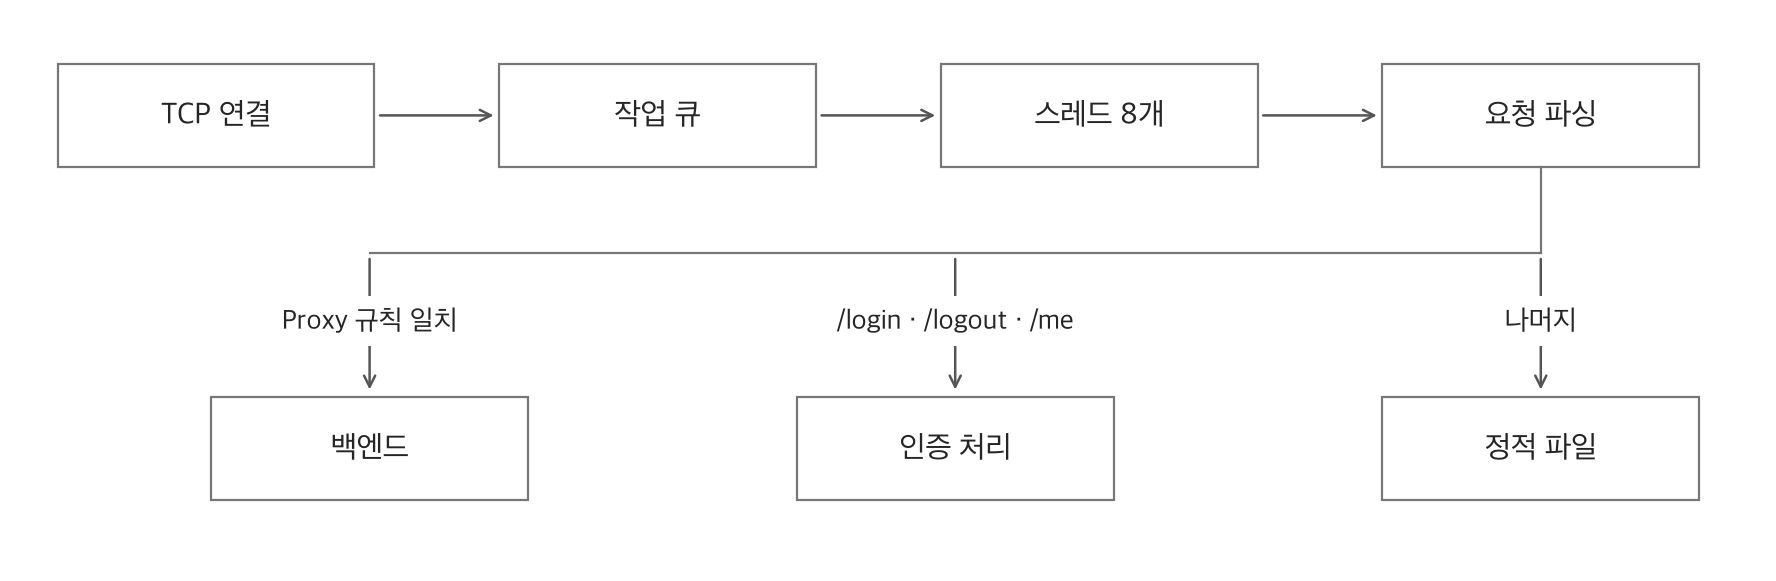 TCP 연결
작업 큐
스레드 8개
요청 파싱
Proxy 규칙 일치
/login · /logout · /me
나머지
백엔드
인증 처리
정적 파일